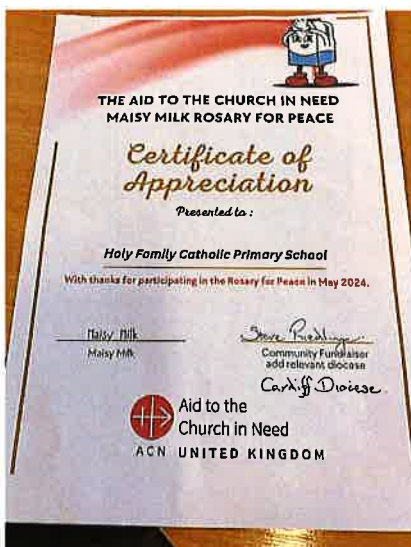 THE AID TO THE CHURCH IN NEED
MAISY MILK ROSARY FOR PEACE
Certificate of
Appreciation
Presented to :
Holy Family Catholic Primary School
With thanks for participating in the Rosary for Peace in May 2024.
Maisy Milk
Maisy Milk
Steve
Community Fundraiser
add relevant diocese
Cardiff Diocese.
Aid to the
Church in Need
ACN UNITED KINGDOM